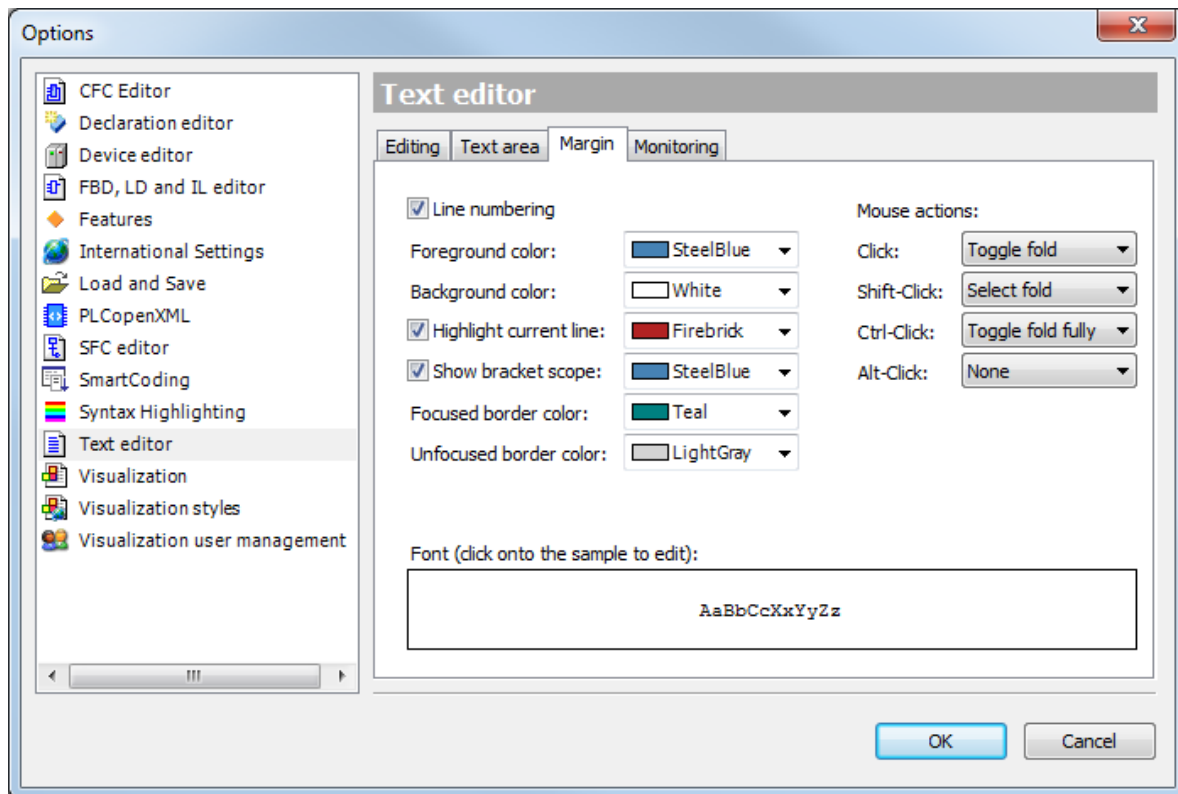 Options
CFC Editor
Declaration editor
Device editor
FBD, LD and IL editor
Features
International Settings
Load and Save
PLCopenXML
SFC editor
SmartCoding
Syntax Highlighting
Text editor
Visualization
Visualization styles
Visualization user management
Text editor
Editing Text area Margin Monitoring
Line numbering
Foreground color: SteelBlue
Background color: White
Highlight current line: Firebrick
Show bracket scope: SteelBlue
Focused border color: Teal
Unfocused border color: LightGray
Mouse actions:
Click: Toggle fold
Shift-Click: Select fold
Ctrl-Click: Toggle fold fully
Alt-Click: None
Font (click onto the sample to edit):
AaBbCcXxYyZz
OK Cancel